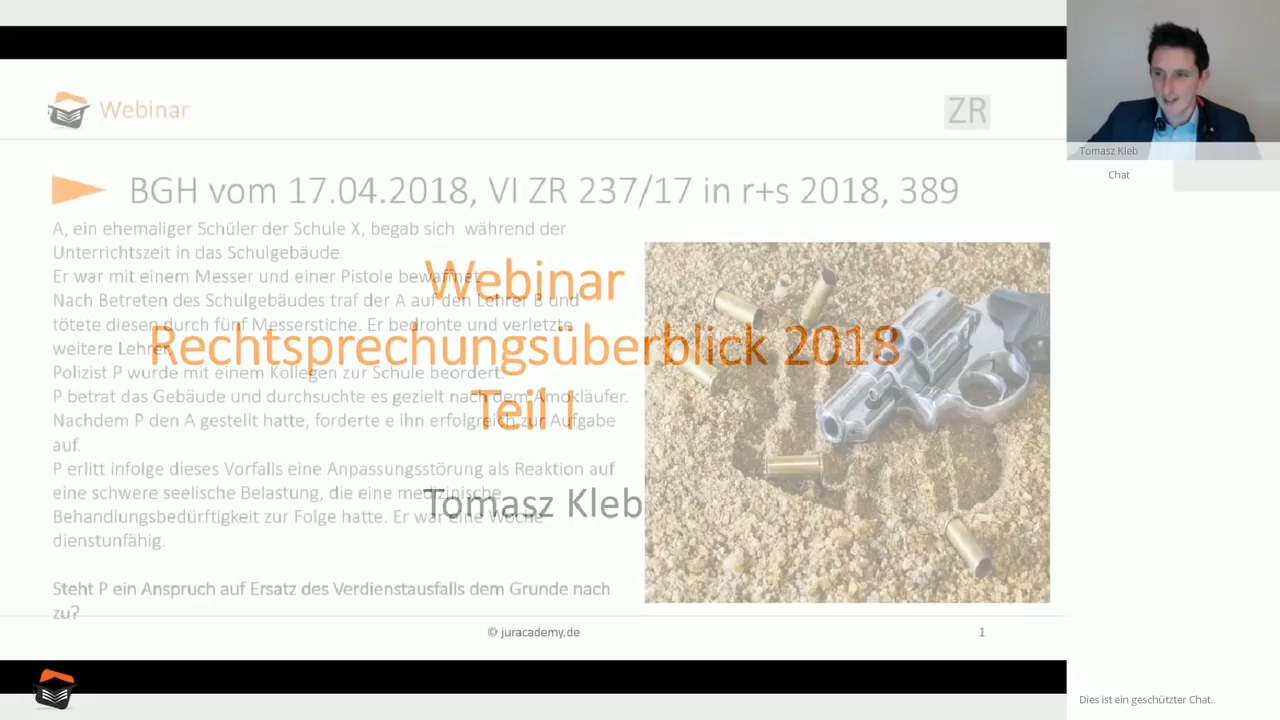 Webinar
ZR
BGH vom 17.04.2018, VI ZR 237/17 in r+s 2018, 389
A, ein ehemaliger Schüler der Schule X, begab sich während der
Unterrichtszeit in das Schulgebäude.
Er war mit einem Messer und einer Pistole bewaffnet.
Nach Betreten des Schulgebäudes traf der A auf den Lehrer B und
tötete diesen durch fünf Messerstiche. Er bedrohte und verletzte
weitere Lehrer.
Polizist P wurde mit einem Kollegen zur Schule beordert.
P betrat das Gebäude und durchsuchte es gezielt nach dem Amokläufer.
Nachdem P den A gestellt hatte, forderte e ihn erfolgreich zur Aufgabe
auf.
P erlitt infolge dieses Vorfalls eine Anpassungsstörung als Reaktion auf
eine schwere seelische Belastung, die eine medizinische
Behandlungsbedürftigkeit zur Folge hatte. Er war eine Woche
dienstunfähig.
Steht P ein Anspruch auf Ersatz des Verdienstausfalls dem Grunde nach
zu?
Webinar
Rechtsprechungsüberblick 2018
Teil I
Tomasz Kleb
© juracademy.de
1
Tomasz Kleb
Chat
Dies ist ein geschützter Chat.